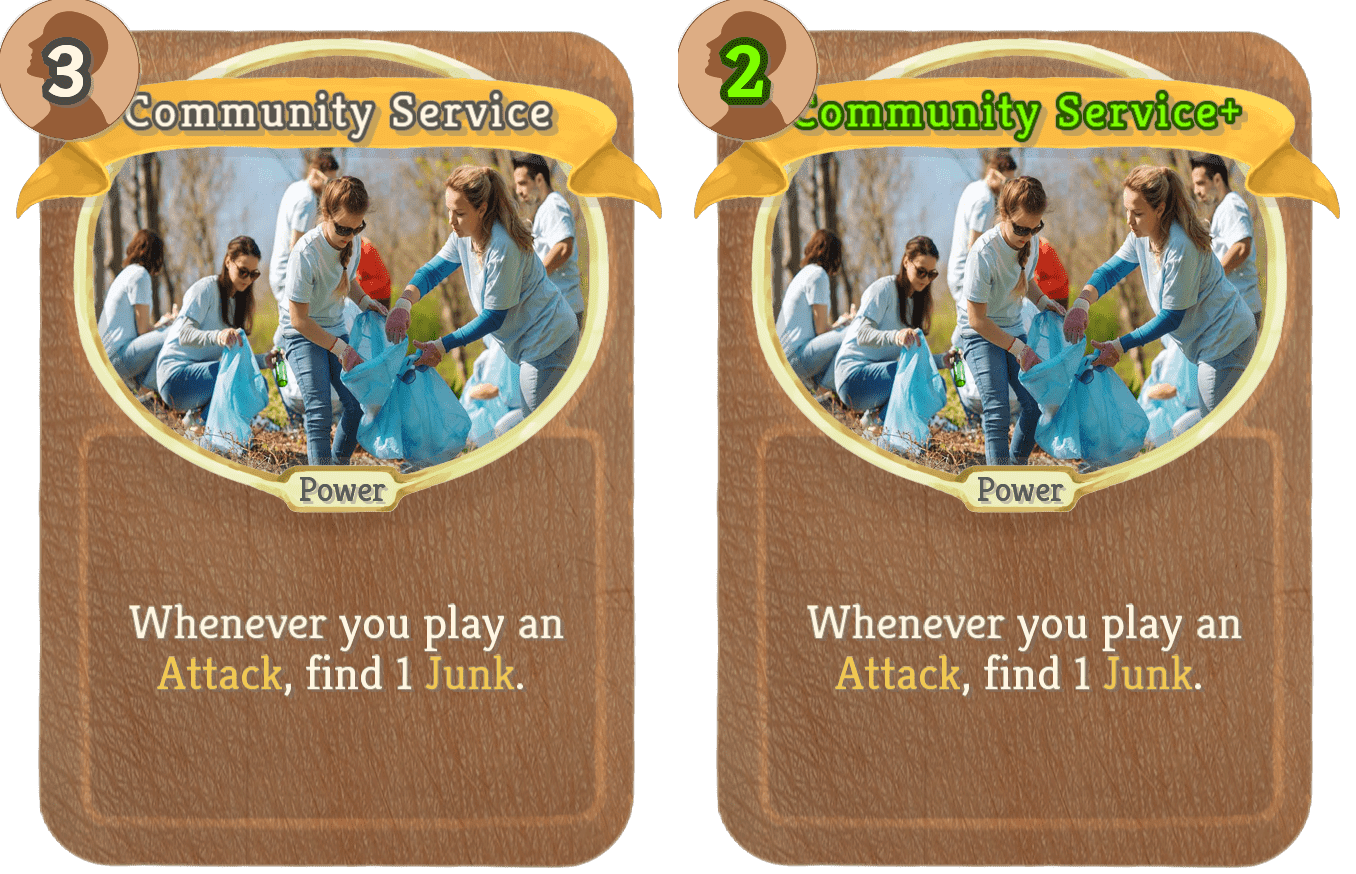 3
Community Service
Power
Whenever you play an
Attack, find 1 Junk.
2
Community Service+
Power
Whenever you play an
Attack, find 1 Junk.